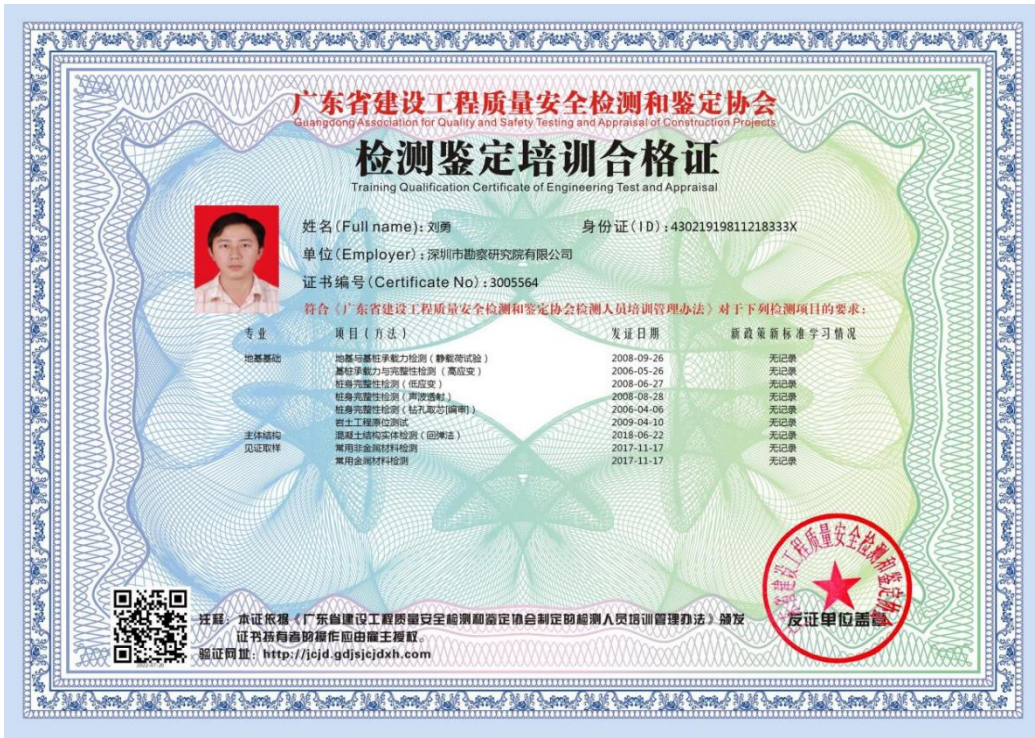 广东省建设工程质量安全检测和鉴定协会
Guangdong Association for Quality and Safety Testing and Appraisal of Construction Projects
检测鉴定培训合格证
Training Qualification Certificate of Engineering Test and Appraisal
姓名(Full name):刘勇 身份证(ID):43021919811218333X
单位(Employer):深圳市勘察研究院有限公司
证书编号(Certificate No):3005564
符合《广东省建设工程质量安全检测和鉴定协会检测人员培训管理办法》对于下列检测项目的要求:
专业 项目(方法) 发证日期 新政策新标准学习情况
地基基础 地基与基桩承载力检测(静载荷试验) 2008-09-26 无记录
基桩承载力与完整性检测(高应变) 2006-05-26 无记录
桩身完整性检测(低应变) 2008-06-27 无记录
桩身完整性检测(声波透射) 2008-08-28 无记录
桩身完整性检测(钻孔取芯[编审]) 2006-04-06 无记录
岩土工程原位测试 2009-04-10 无记录
主体结构 混凝土结构实体检测(回弹法) 2018-06-22 无记录
见证取样 常用非金属材料检测 2017-11-17 无记录
常用金属材料检测 2017-11-17 无记录
注释:本证依据《广东省建设工程质量安全检测和鉴定协会制定的检测人员培训管理办法》颁发
证书持有者的操作应由雇主授权。
验证网址:http://jcjd.gdjsjcjdxh.com
广东省建设工程质量安全检测和鉴定协会
发证单位盖章